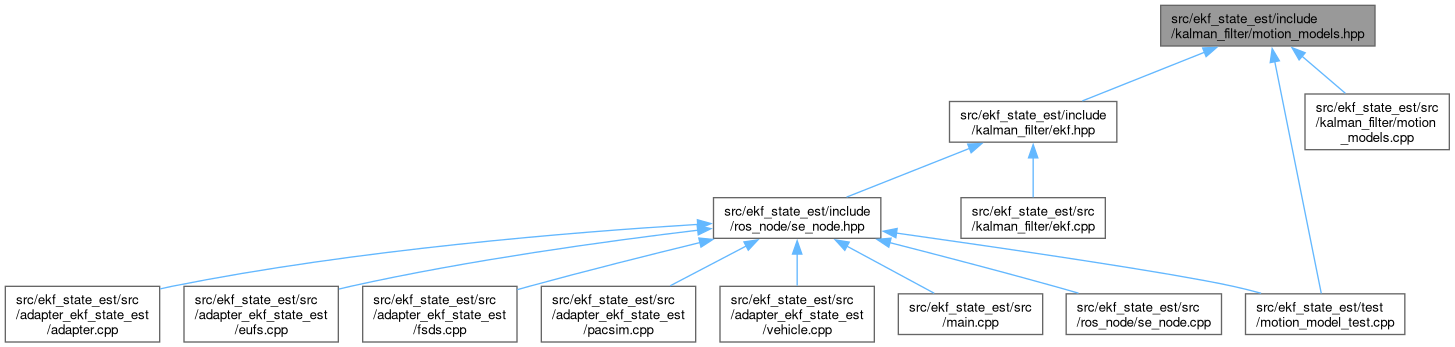 src/ekf_state_est/include
/kalman_filter/motion_models.hpp
src/ekf_state_est/include
/kalman_filter/ekf.hpp
src/ekf_state_est/src
/kalman_filter/motion
_models.cpp
src/ekf_state_est/include
/ros_node/se_node.hpp
src/ekf_state_est/src
/kalman_filter/ekf.cpp
src/ekf_state_est/src
/adapter_ekf_state_est
/adapter.cpp
src/ekf_state_est/src
/adapter_ekf_state_est
/eufs.cpp
src/ekf_state_est/src
/adapter_ekf_state_est
/fsds.cpp
src/ekf_state_est/src
/adapter_ekf_state_est
/pacsim.cpp
src/ekf_state_est/src
/adapter_ekf_state_est
/vehicle.cpp
src/ekf_state_est/src
/main.cpp
src/ekf_state_est/src
/ros_node/se_node.cpp
src/ekf_state_est/test
/motion_model_test.cpp